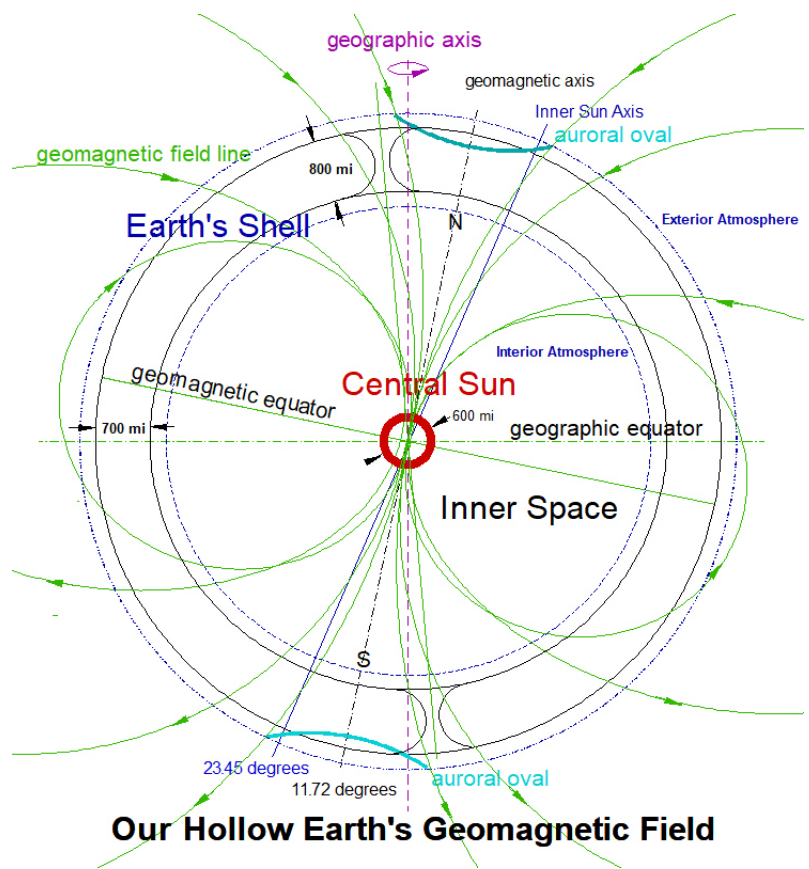 geographic axis
geomagnetic axis
Inner Sun Axis
auroral oval
geomagnetic field line
800 mi
Earth's Shell
Exterior Atmosphere
N
Interior Atmosphere
geomagnetic equator
Central Sun
600 mi
700 mi
geographic equator
Inner Space
S
23.45 degrees
11.72 degrees
auroral oval
Our Hollow Earth's Geomagnetic Field